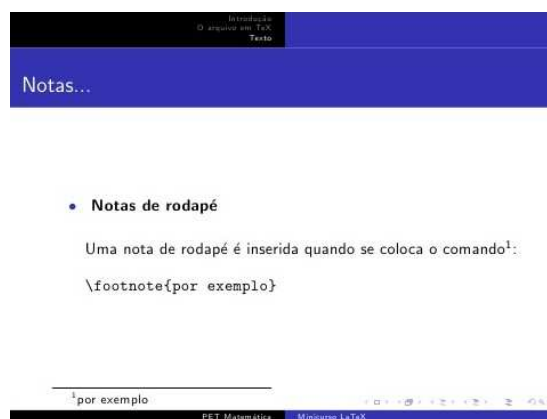 Introdução
O arquivo em TeX
Texto
Notas...
• Notas de rodapé
Uma nota de rodapé é inserida quando se coloca o comando¹:
\footnote{por exemplo}
¹por exemplo
PET Matemática Minicurso LaTeX